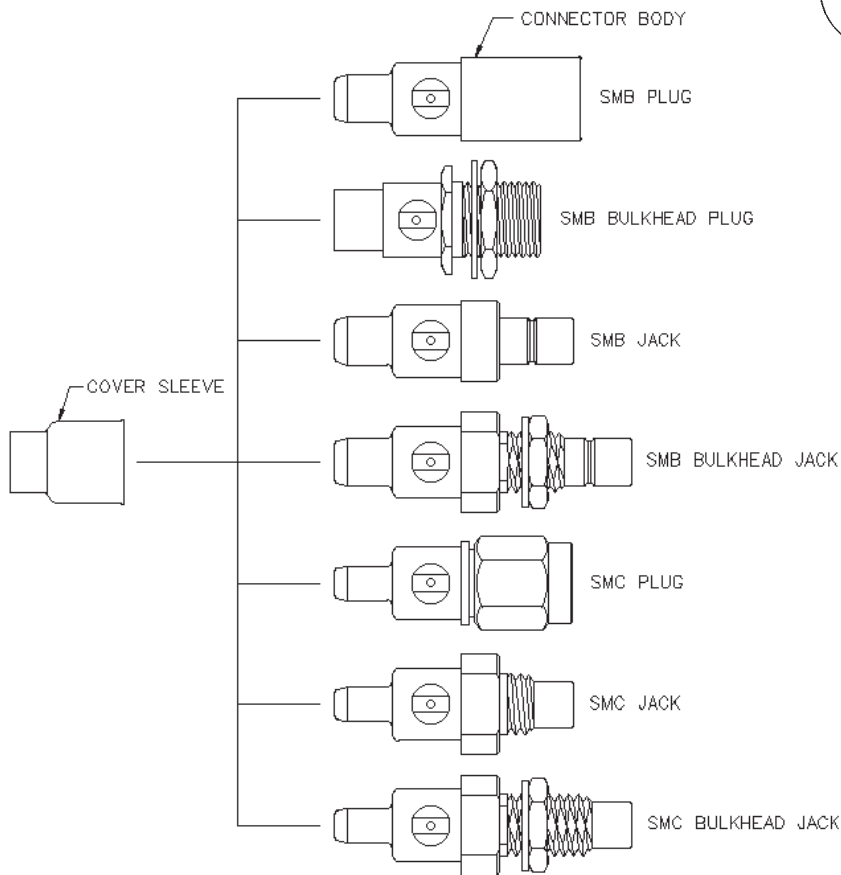 CONNECTOR BODY
SMB PLUG
SMB BULKHEAD PLUG
SMB JACK
COVER SLEEVE
SMB BULKHEAD JACK
SMC PLUG
SMC JACK
SMC BULKHEAD JACK